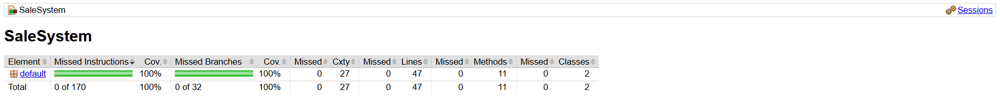 SaleSystem Sessions
SaleSystem
Element Missed Instructions Cov. Missed Branches Cov. Missed Cxty Missed Lines Missed Methods Missed Classes
default 100% 100% 0 27 0 47 0 11 0 2
Total 0 of 170 100% 0 of 32 100% 0 27 0 47 0 11 0 2